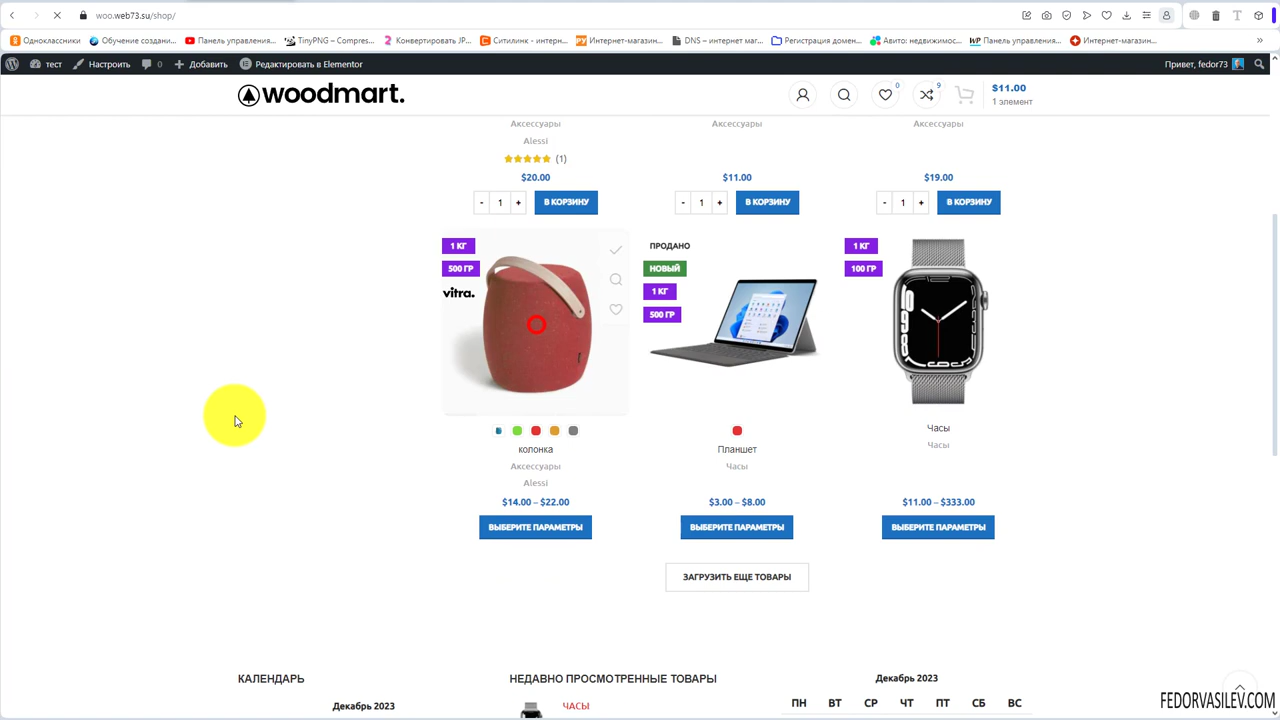 woo.web73.su/shop/
Одноклассники
Обучение создани...
Панель управления...
TinyPNG – Compres...
Конвертировать JP...
Ситилинк - интерн...
Интернет-магазин...
DNS – интернет маг...
Регистрация домен...
Авито: недвижимос...
Панель управления...
Интернет-магазин...
тест
Настроить
0
Добавить
Редактировать в Elementor
Привет, fedor73
woodmart.
0
9
$11.00
1 элемент
Аксессуары
Аксессуары
Аксессуары
Alessi
(1)
$20.00
$11.00
$19.00
- 1 +
В КОРЗИНУ
- 1 +
В КОРЗИНУ
- 1 +
В КОРЗИНУ
1 КГ
500 ГР
vitra.
ПРОДАНО
НОВЫЙ
1 КГ
500 ГР
1 КГ
100 ГР
колонка
Аксессуары
Alessi
$14.00 – $22.00
ВЫБЕРИТЕ ПАРАМЕТРЫ
Планшет
Часы
$3.00 – $8.00
ВЫБЕРИТЕ ПАРАМЕТРЫ
Часы
Часы
$11.00 – $333.00
ВЫБЕРИТЕ ПАРАМЕТРЫ
ЗАГРУЗИТЬ ЕЩЕ ТОВАРЫ
КАЛЕНДАРЬ
Декабрь 2023
НЕДАВНО ПРОСМОТРЕННЫЕ ТОВАРЫ
ЧАСЫ
Декабрь 2023
ПН ВТ СР ЧТ ПТ СБ ВС
FEDORVASILEV.COM